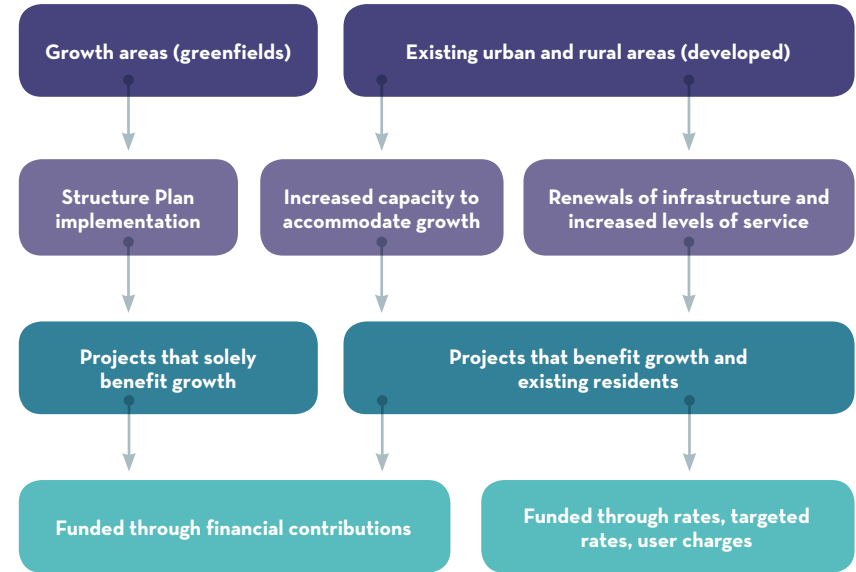 Growth areas (greenfields)
Existing urban and rural areas (developed)
Structure Plan
implementation
Increased capacity to
accommodate growth
Renewals of infrastructure and
increased levels of service
Projects that solely
benefit growth
Projects that benefit growth and
existing residents
Funded through financial contributions
Funded through rates, targeted
rates, user charges